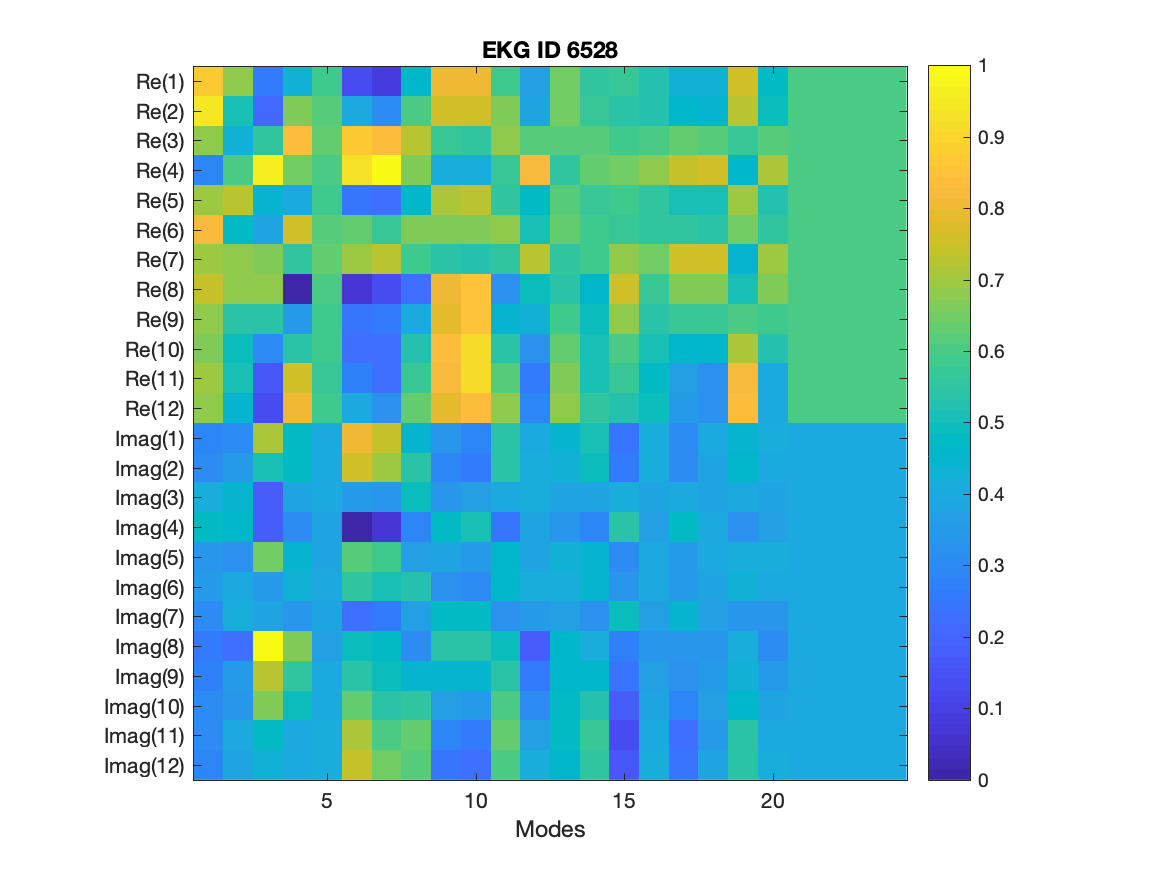 EKG ID 6528
Re(1)
Re(2)
Re(3)
Re(4)
Re(5)
Re(6)
Re(7)
Re(8)
Re(9)
Re(10)
Re(11)
Re(12)
Imag(1)
Imag(2)
Imag(3)
Imag(4)
Imag(5)
Imag(6)
Imag(7)
Imag(8)
Imag(9)
Imag(10)
Imag(11)
Imag(12)
5 10 15 20
Modes
1
0.9
0.8
0.7
0.6
0.5
0.4
0.3
0.2
0.1
0